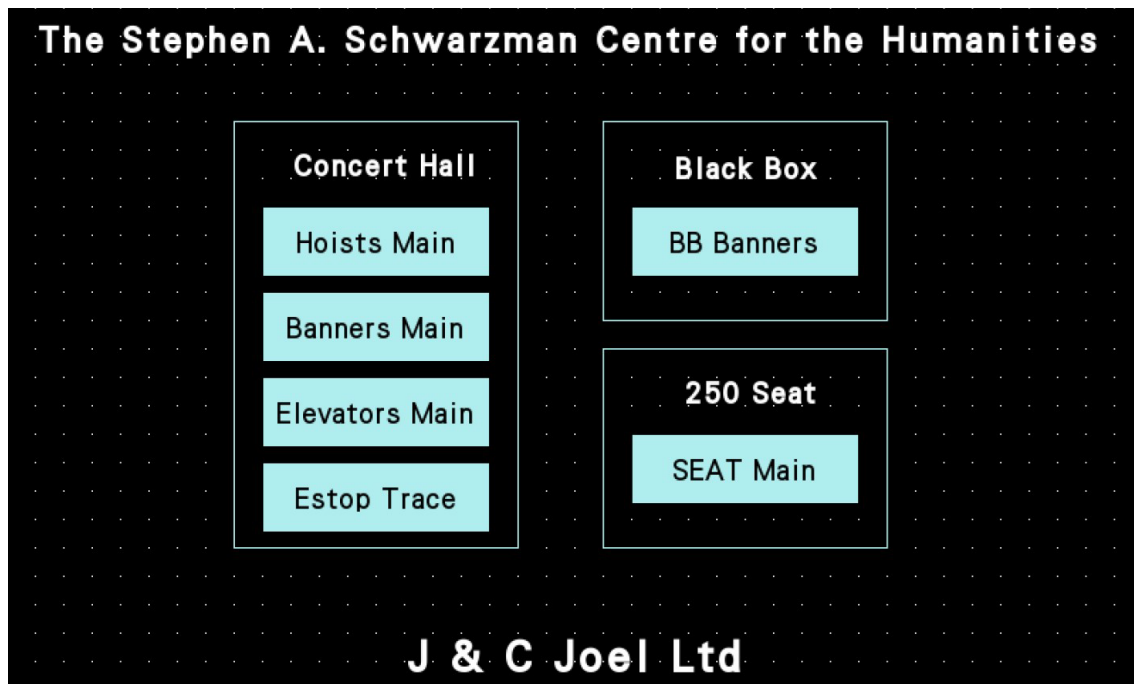 The Stephen A. Schwarzman Centre for the Humanities
Concert Hall
Hoists Main
Banners Main
Elevators Main
Estop Trace
Black Box
BB Banners
250 Seat
SEAT Main
J & C Joel Ltd